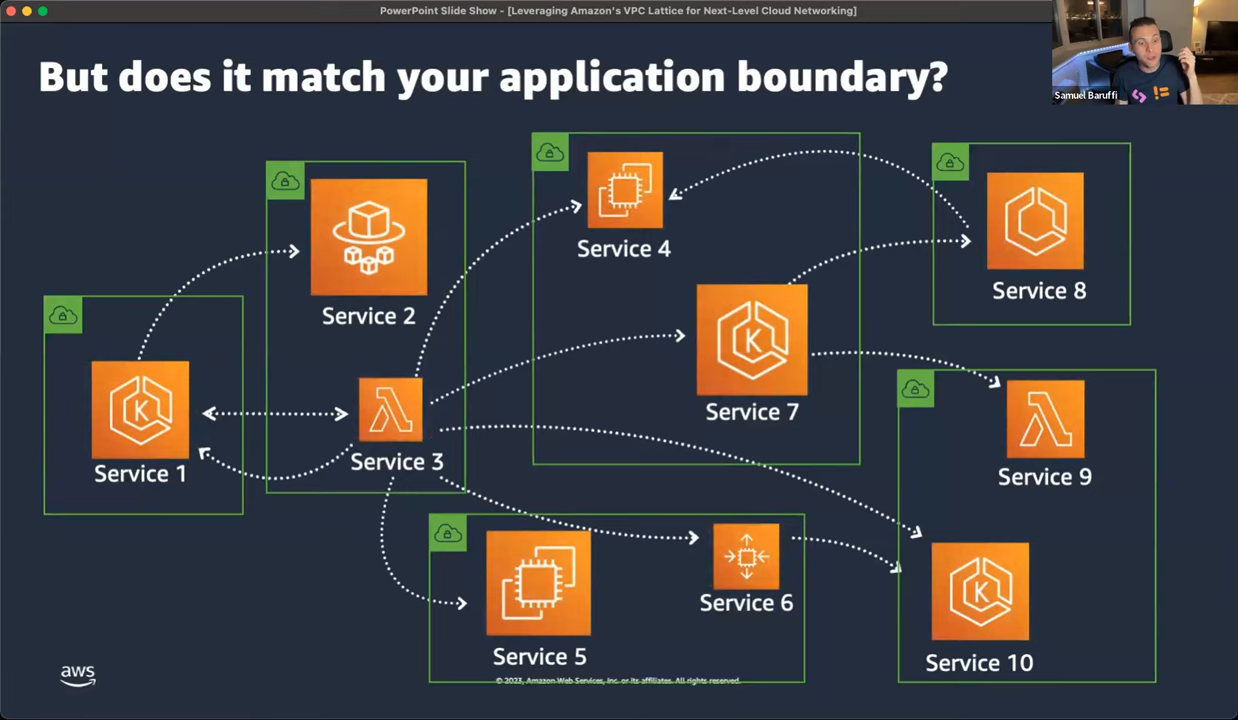 PowerPoint Slide Show - [Leveraging Amazon's VPC Lattice for Next-Level Cloud Networking]
But does it match your application boundary?
Samuel Baruffi
Service 4
Service 8
Service 2
Service 7
Service 3
Service 1
Service 9
Service 6
Service 5
Service 10
K
K
K
aws
© 2023, Amazon Web Services, Inc. or its affiliates. All rights reserved.